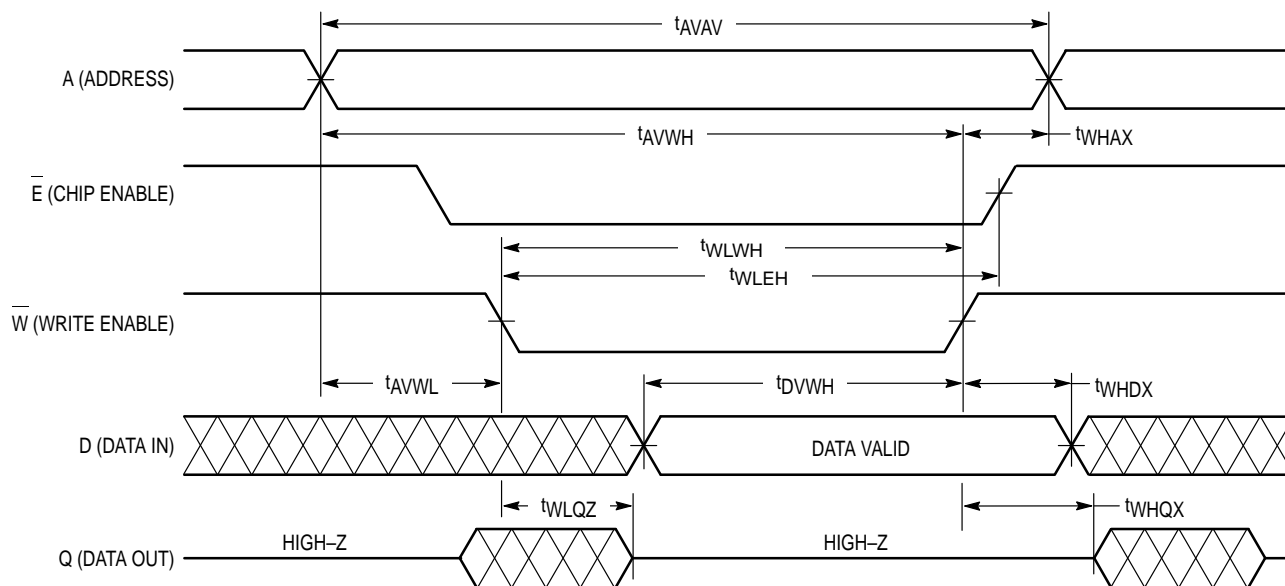 tAVAV
A (ADDRESS)
tAVWH
tWHAX
E (CHIP ENABLE)
tWLWH
tWLEH
W (WRITE ENABLE)
tAVWL
tDVWH
tWHDX
D (DATA IN)
DATA VALID
tWLQZ
tWHQX
Q (DATA OUT)
HIGH–Z
HIGH–Z